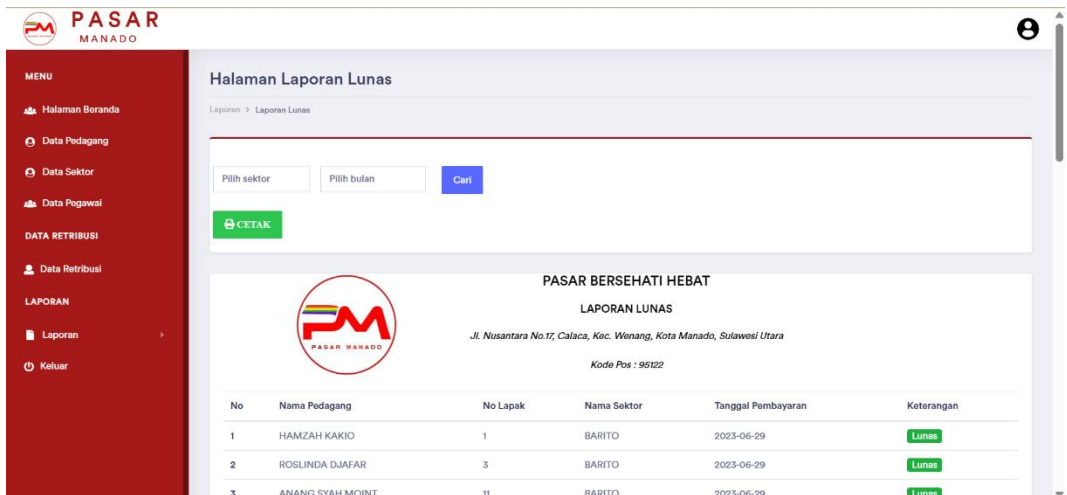 PASAR
MANADO
MENU
Halaman Beranda
Data Pedagang
Data Sektor
Data Pegawai
DATA RETRIBUSI
Data Retribusi
LAPORAN
Laporan
Keluar
Halaman Laporan Lunas
Laporan > Laporan Lunas
Pilih sektor Pilih bulan Cari
CETAK
PASAR MANADO
PASAR BERSEHATI HEBAT
LAPORAN LUNAS
Jl. Nusantara No.17, Calaca, Kec. Wenang, Kota Manado, Sulawesi Utara
Kode Pos : 95122
No Nama Pedagang No Lapak Nama Sektor Tanggal Pembayaran Keterangan
1 HAMZAH KAKIO 1 BARITO 2023-06-29 Lunas
2 ROSLINDA DJAFAR 3 BARITO 2023-06-29 Lunas
3 ANANG SYAH MOINT 11 BARITO 2023-06-29 Lunas